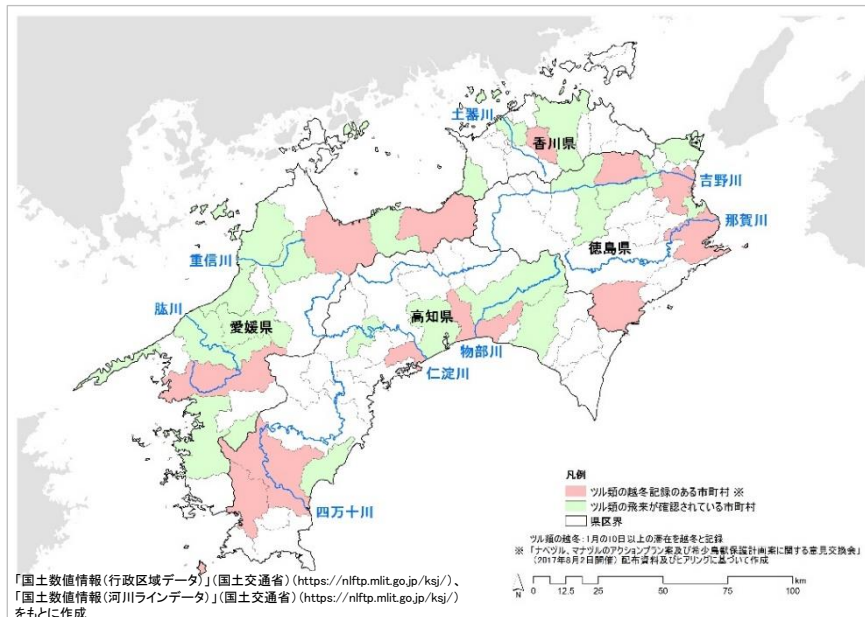 土器川
香川県
吉野川
那賀川
徳島県
重信川
肱川
愛媛県
高知県
物部川
仁淀川
四万十川
凡例
ツル類の越冬記録のある市町村 ※
ツル類の飛来が確認されている市町村
県区界
ツル類の越冬:1月の10日以上の滞在を越冬と記録
※ 「ナベヅル、マナヅルのアクションプラン案及び希少鳥獣保護計画案に関する意見交換会」
(2017年8月2日開催) 配布資料及びヒアリングに基づいて作成
「国土数値情報(行政区域データ)」(国土交通省)(https://nlftp.mlit.go.jp/ksj/)、
「国土数値情報(河川ラインデータ)」(国土交通省)(https://nlftp.mlit.go.jp/ksj/)
をもとに作成
N
0 12.5 25 50 75 100
km